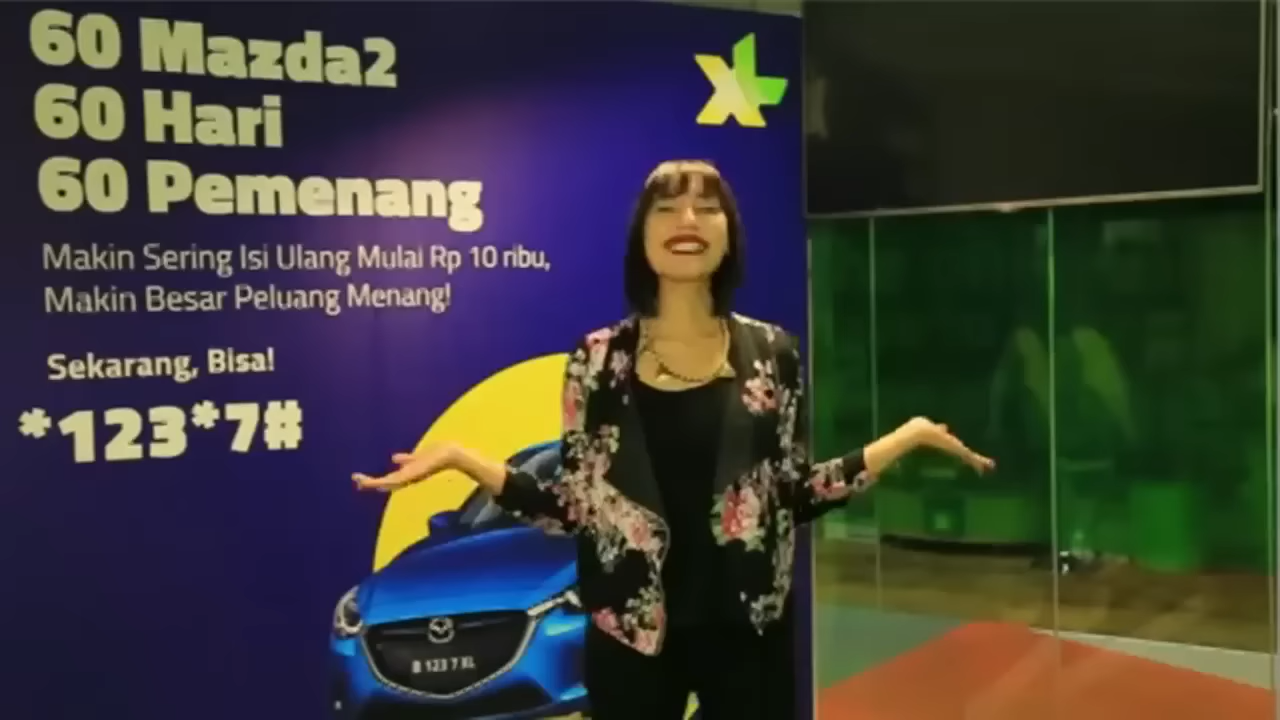 60 Mazda2
60 Hari
60 Pemenang
Makin Sering Isi Ulang Mulai Rp 10 ribu,
Makin Besar Peluang Menang!
Sekarang, Bisa!
*123*7#
XL
B 123 7 XL